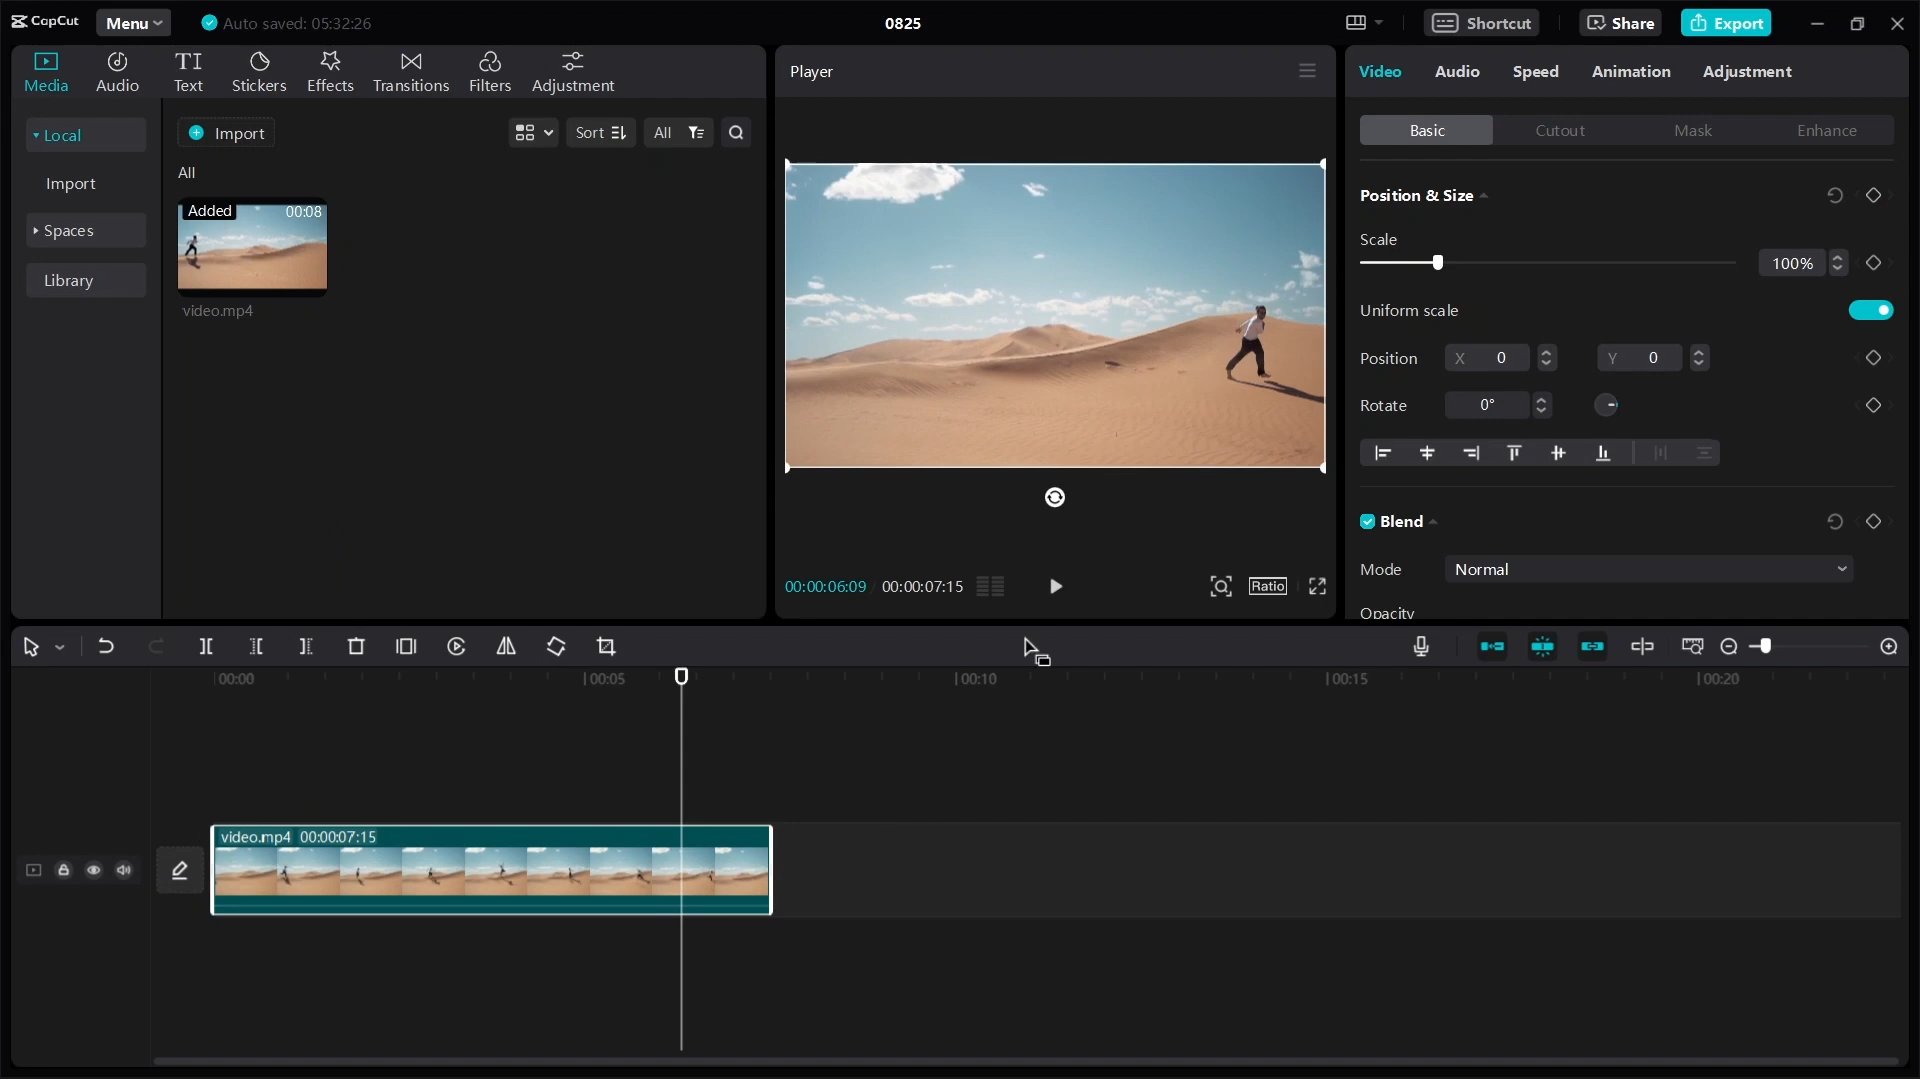 CapCut
Menu
Auto saved: 05:32:26
0825
Shortcut
Share
Export
Media
Audio
Text
Stickers
Effects
Transitions
Filters
Adjustment
Local
Import
Spaces
Library
Import
Sort
All
All
Added
00:08
video.mp4
Player
00:00:06:09 / 00:00:07:15
Ratio
Video
Audio
Speed
Animation
Adjustment
Basic
Cutout
Mask
Enhance
Position & Size
Scale
100%
Uniform scale
Position
X 0
Y 0
Rotate
0°
Blend
Mode
Normal
Opacity
00:00
00:05
00:10
00:15
00:20
video.mp4 00:00:07:15